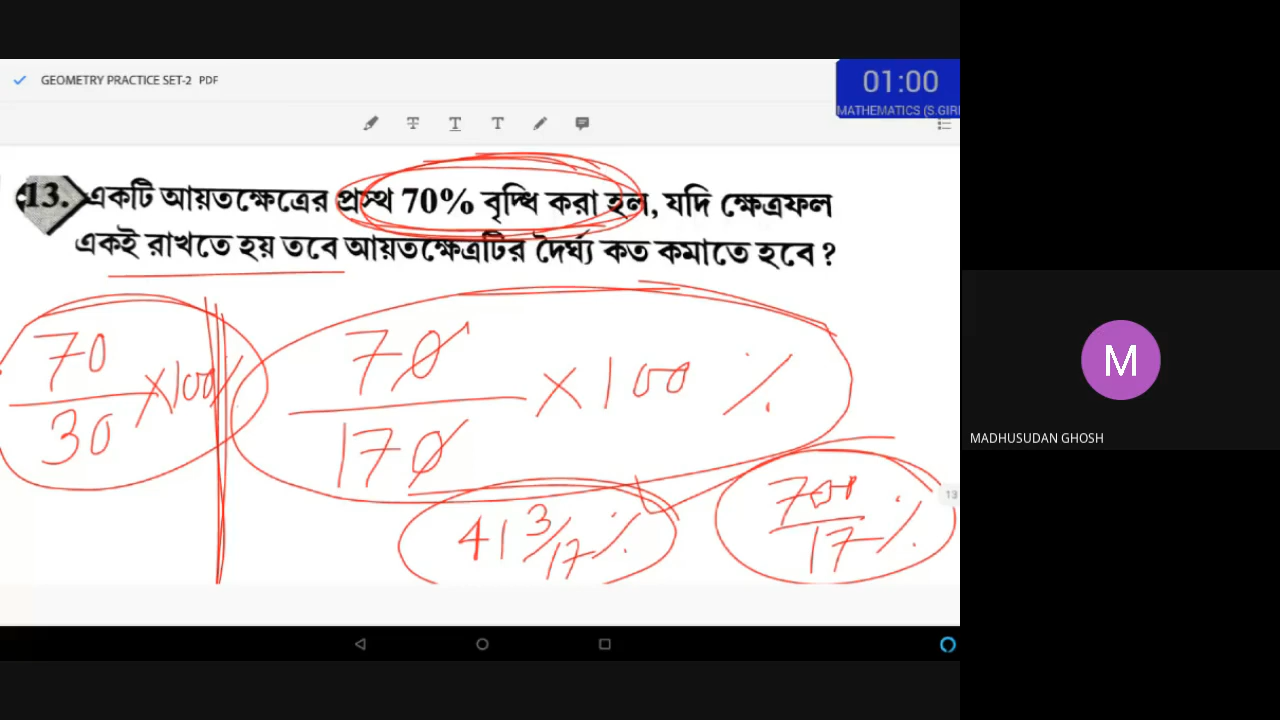 GEOMETRY PRACTICE SET-2 PDF
01:00
MATHEMATICS (S.GIRI
13. একটি আয়তক্ষেত্রের প্রস্থ 70% বৃদ্ধি করা হল, যদি ক্ষেত্রফল
একই রাখতে হয় তবে আয়তক্ষেত্রটির দৈর্ঘ্য কত কমাতে হবে ?
70/30 × 100%
70/170 × 100 %
41 3/17 %
700/17 %
13
M
MADHUSUDAN GHOSH